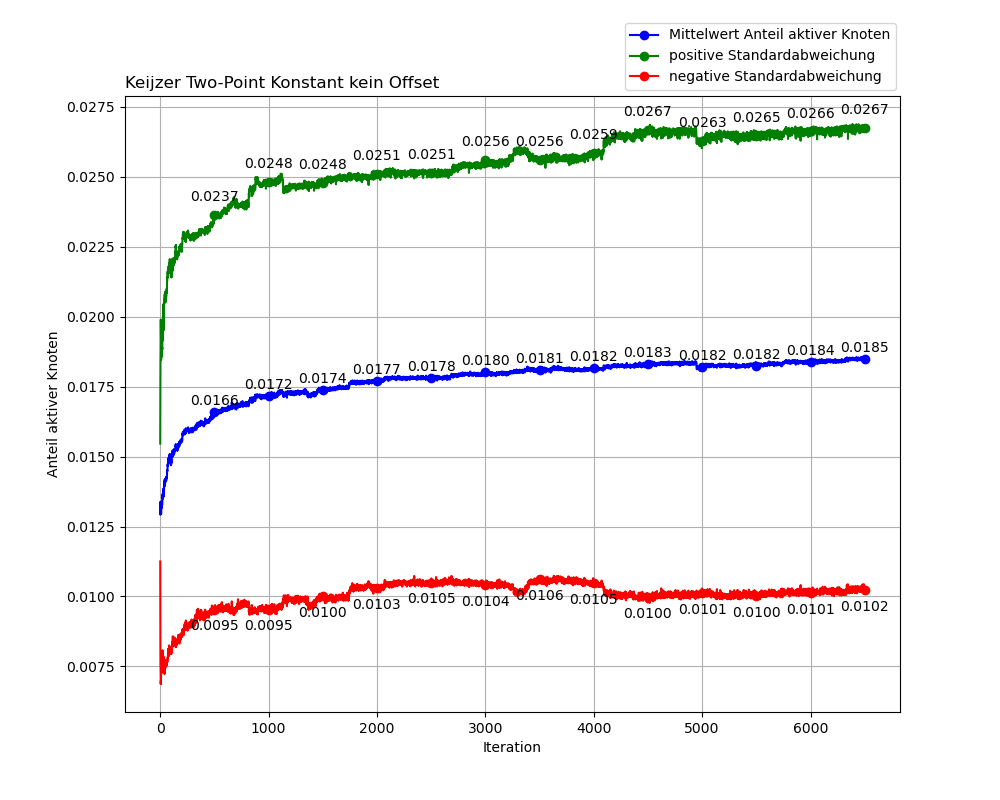 Mittelwert Anteil aktiver Knoten
positive Standardabweichung
negative Standardabweichung
Keijzer Two-Point Konstant kein Offset
0.0275
0.0250
0.0225
0.0200
0.0175
0.0150
0.0125
0.0100
0.0075
Anteil aktiver Knoten
0.0237 0.0248 0.0248 0.0251 0.0251 0.0256 0.0256 0.0259 0.0267 0.0263 0.0265 0.0266 0.0267
0.0166 0.0172 0.0174 0.0177 0.0178 0.0180 0.0181 0.0182 0.0183 0.0182 0.0182 0.0184 0.0185
0.0095 0.0095 0.0100 0.0103 0.0105 0.0104 0.0106 0.0105 0.0100 0.0101 0.0100 0.0101 0.0102
0 1000 2000 3000 4000 5000 6000
Iteration